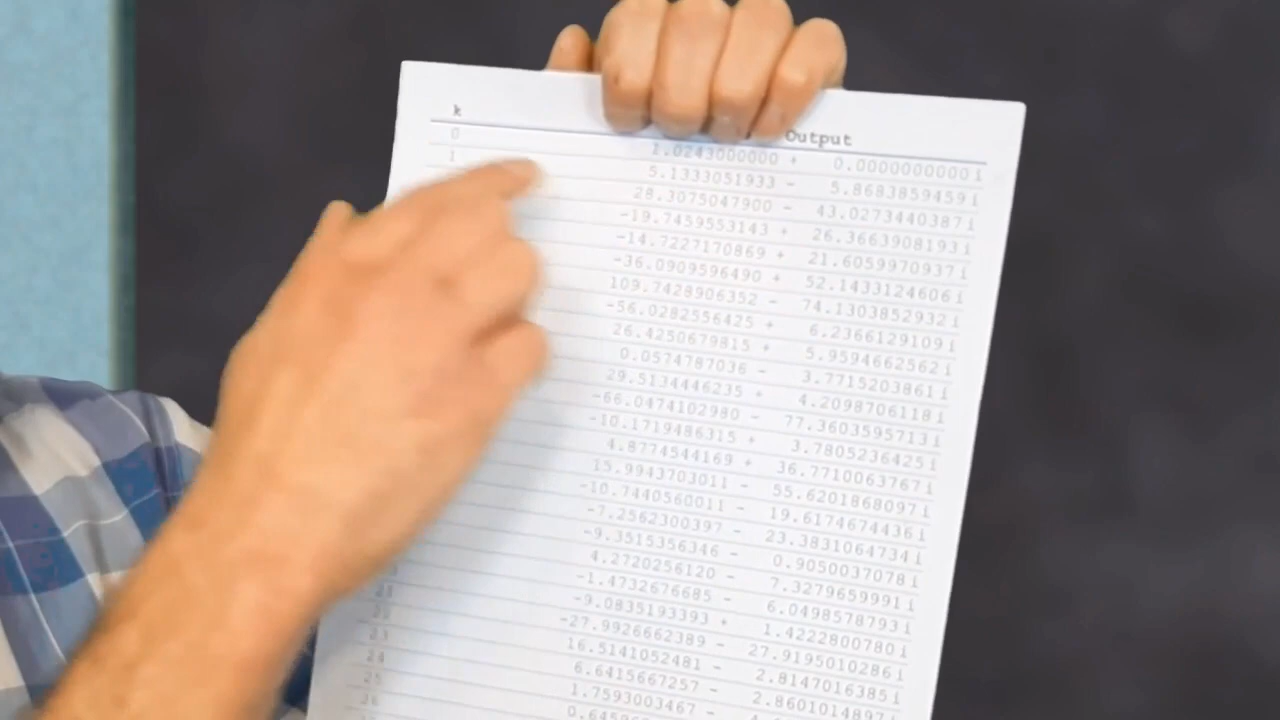 k Output
0 1.0243000000 + 0.0000000000i
1 5.1333051933 - 5.8683859459i
28.3075047900 - 43.0273440387i
-19.7459553143 + 26.3663908193i
-14.7227170869 + 21.6059970937i
-36.0909596490 + 52.1433124606i
109.7428906352 - 74.1303852932i
-56.0282556425 + 6.2366129109i
26.4250679815 + 5.9594662562i
0.0574787036 - 3.7715203861i
29.5134446235 + 4.2098706118i
-66.0474102980 - 77.3603595713i
-10.1719486315 + 3.7805236425i
4.8774544169 + 36.7710063767i
15.9943703011 - 55.6201868097i
-10.7440560011 - 19.6174674436i
-7.2562300397 - 23.3831064734i
-9.3515356346 - 0.9050037078i
4.2720256120 - 7.3279659991i
-1.4732676685 - 6.0498578793i
-9.0835193393 + 1.4222800780i
-27.9926662389 - 27.9195010286i
23 16.5141052481 - 2.8147016385i
24 6.6415667257 - 2.8601014897i
25 1.7593003467 -
26